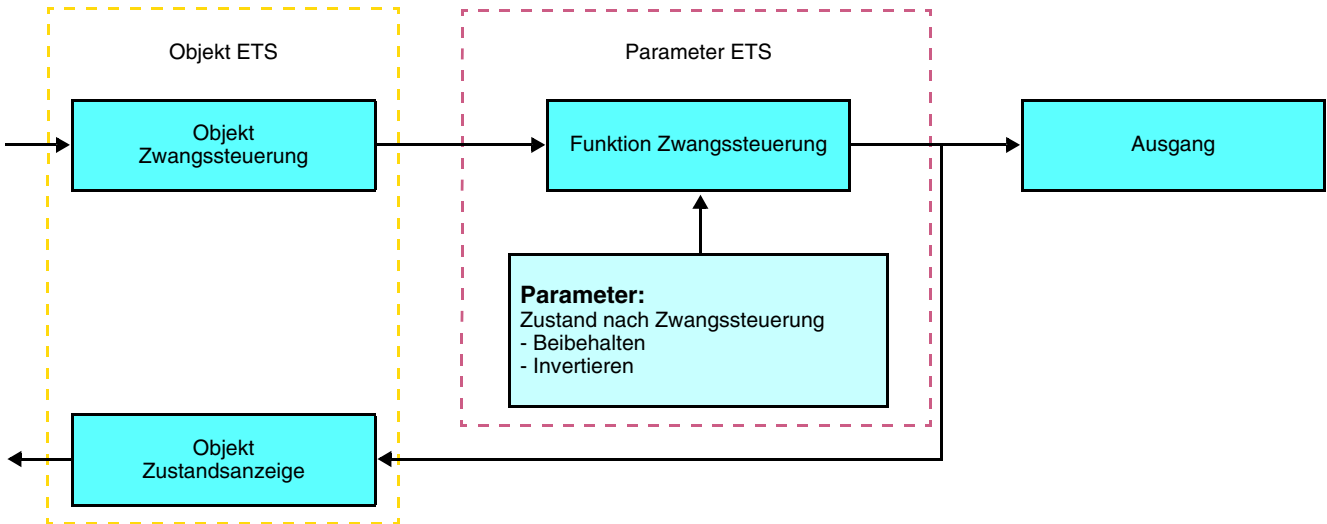 Objekt ETS
Parameter ETS
Objekt
Zwangssteuerung
Funktion Zwangssteuerung
Ausgang
Parameter:
Zustand nach Zwangssteuerung
- Beibehalten
- Invertieren
Objekt
Zustandsanzeige